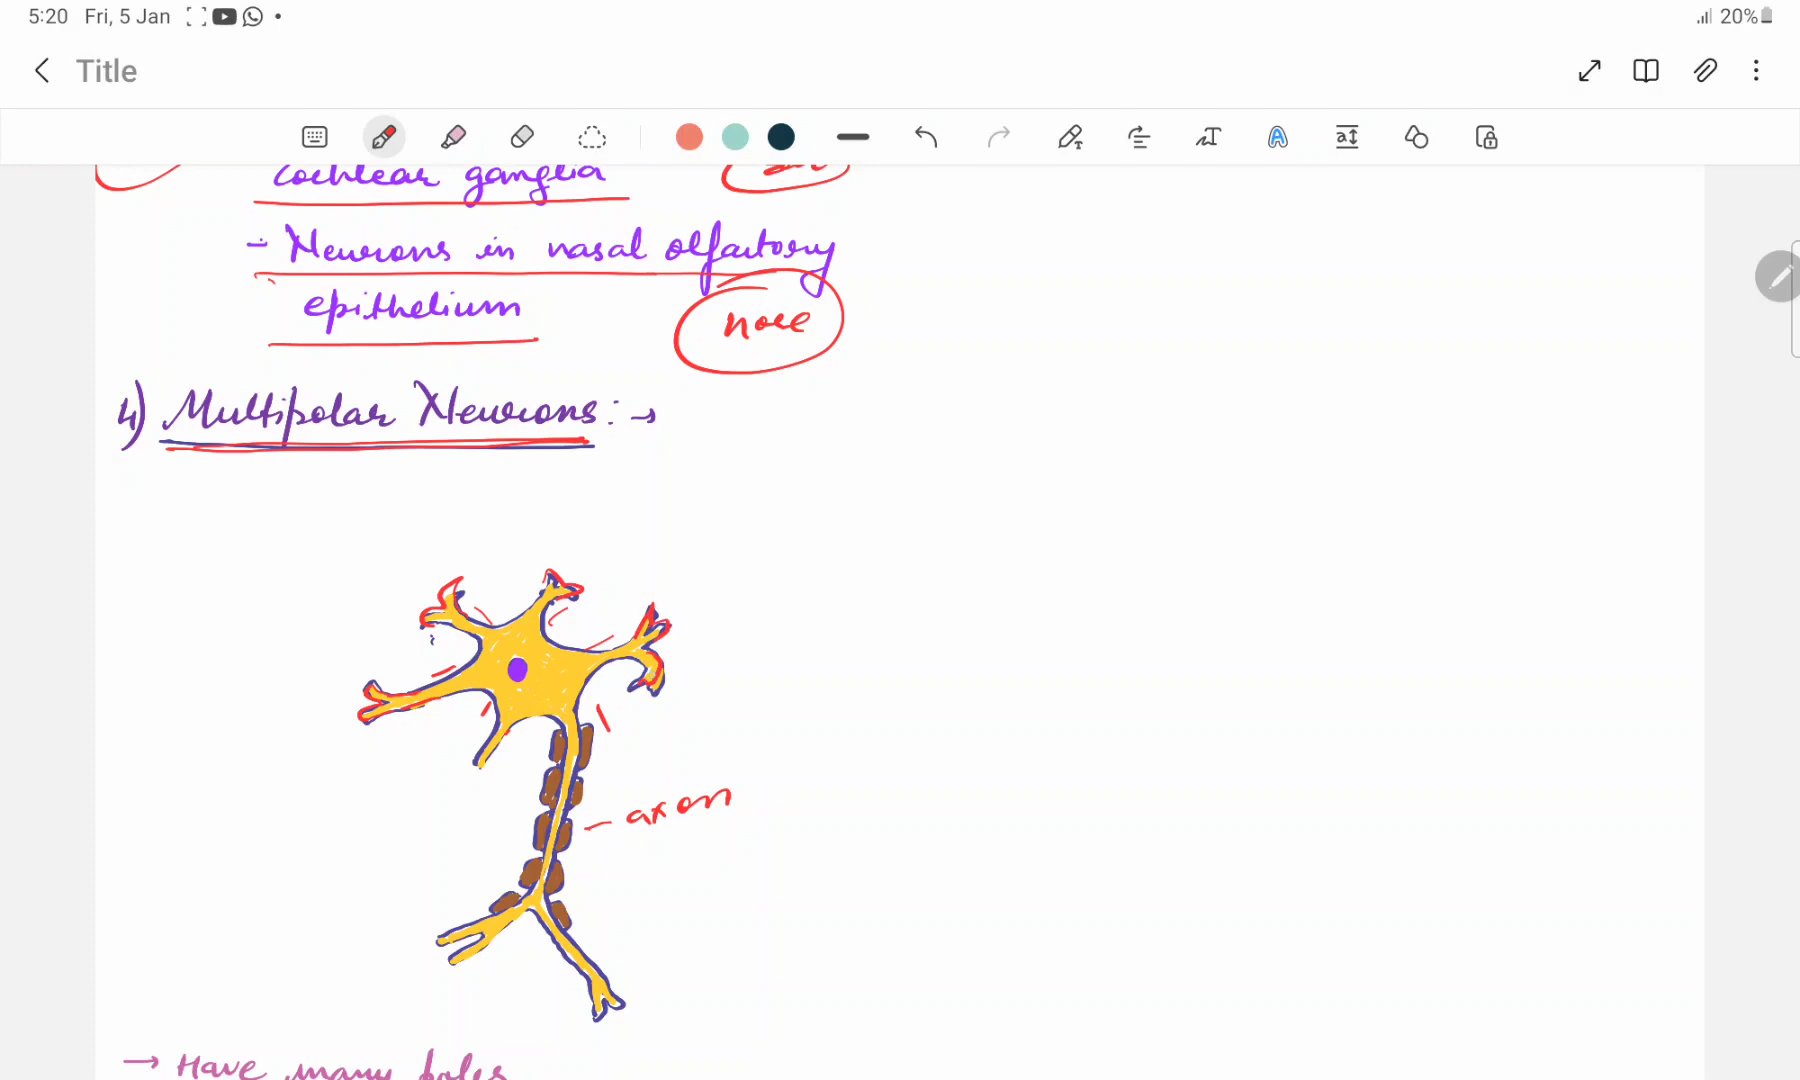 5:20 Fri, 5 Jan
20%
Title
cochlear ganglia
- Neurons in nasal olfactory
epithelium
nose
4) Multipolar Neurons :→
axon
→ Have many poles